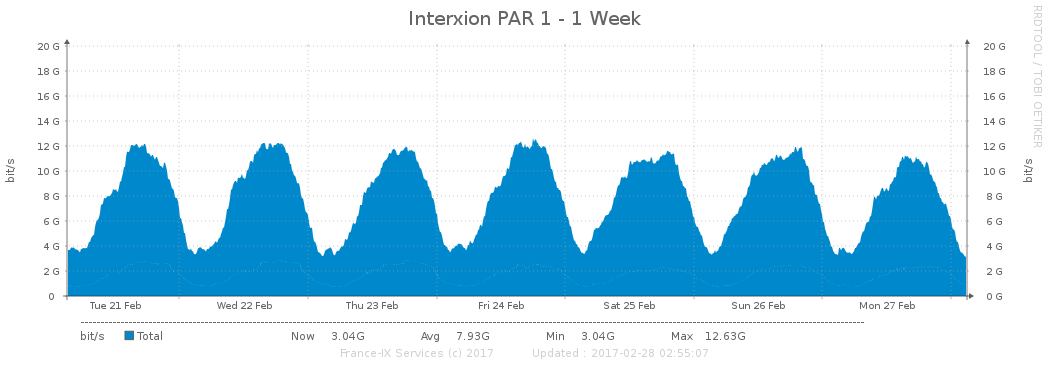 Interxion PAR 1 - 1 Week
RRDTOOL / TOBI OETIKER
bit/s
bit/s
20 G 20 G
18 G 18 G
16 G 16 G
14 G 14 G
12 G 12 G
10 G 10 G
8 G 8 G
6 G 6 G
4 G 4 G
2 G 2 G
0 0 G
Tue 21 Feb Wed 22 Feb Thu 23 Feb Fri 24 Feb Sat 25 Feb Sun 26 Feb Mon 27 Feb
bit/s Total Now 3.04G Avg 7.93G Min 3.04G Max 12.63G
France-IX Services (c) 2017 Updated : 2017-02-28 02:55:07